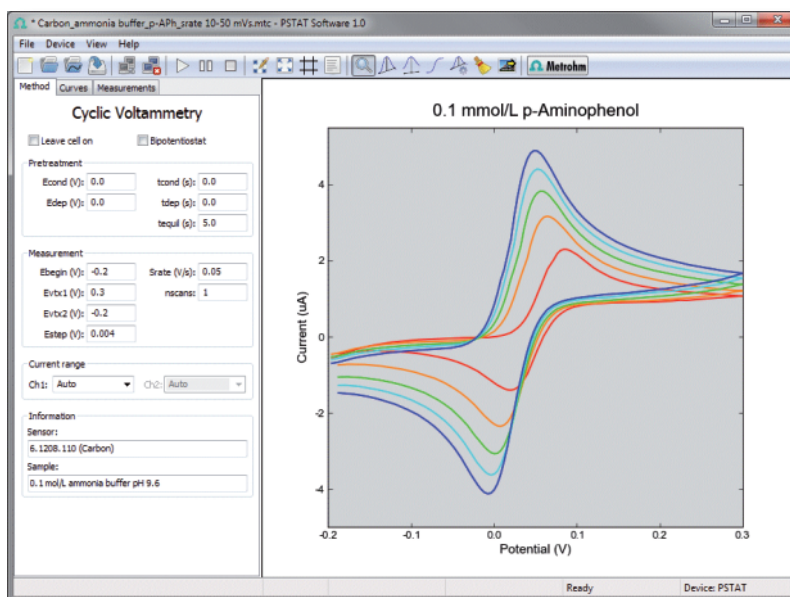 * Carbon_ammonia buffer_p-APh_srate 10-50 mVs.mtc - PSTAT Software 1.0
File Device View Help
Metrohm
Method Curves Measurements
Cyclic Voltammetry
Leave cell on Bipotentiostat
Pretreatment
Econd (V): 0.0 tcond (s): 0.0
Edep (V): 0.0 tdep (s): 0.0
tequil (s): 5.0
Measurement
Ebegin (V): -0.2 Srate (V/s): 0.05
Evtx1 (V): 0.3 nscans: 1
Evtx2 (V): -0.2
Estep (V): 0.004
Current range
Ch1: Auto Ch2: Auto
Information
Sensor:
6.1208.110 (Carbon)
Sample:
0.1 mol/L ammonia buffer pH 9.6
0.1 mmol/L p-Aminophenol
Current (uA)
4
2
0
-2
-4
-0.2 -0.1 0.0 0.1 0.2 0.3
Potential (V)
Ready Device: PSTAT